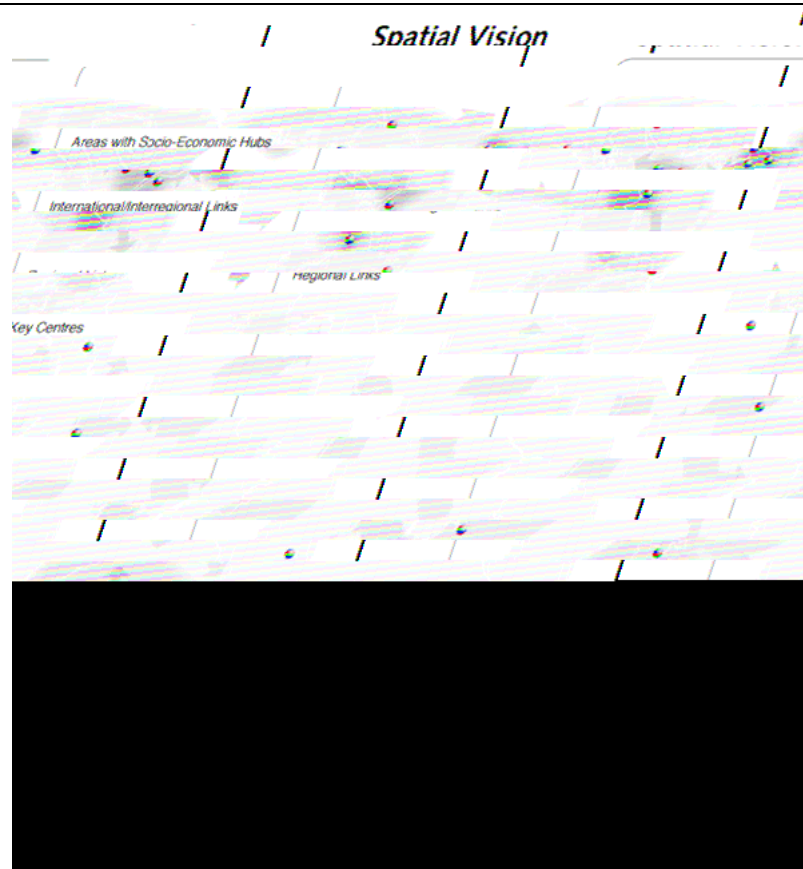 Spatial Vision
Areas with Socio-Economic Hubs
International/Interregional Links
Regional Links
Key Centres